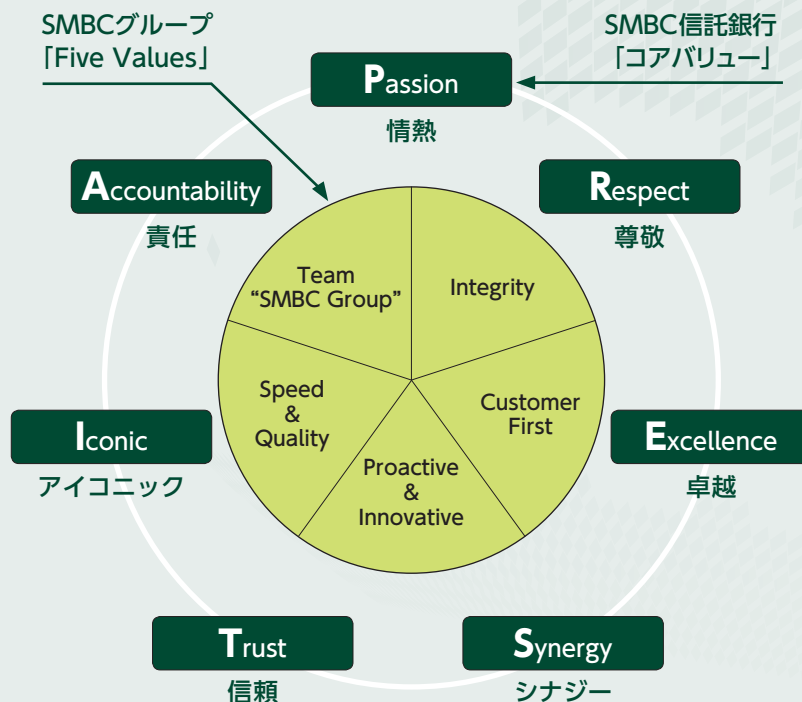 SMBCグループ
「Five Values」
SMBC信託銀行
「コアバリュー」
Passion
情熱
Accountability
責任
Respect
尊敬
Team
“SMBC Group”
Integrity
Speed
&
Quality
Customer
First
Proactive
&
Innovative
Iconic
アイコニック
Excellence
卓越
Trust
信頼
Synergy
シナジー